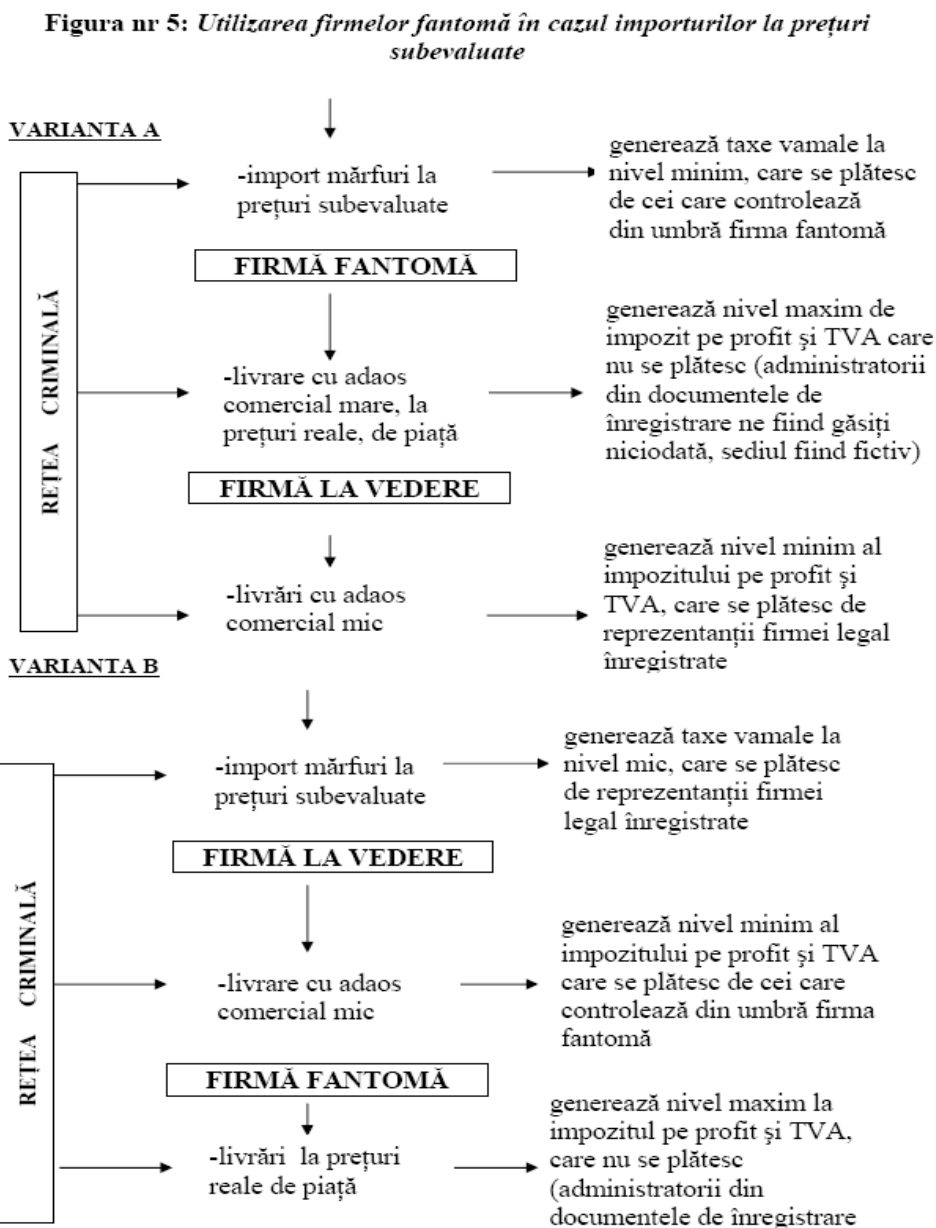 Figura nr 5: Utilizarea firmelor fantomă în cazul importurilor la prețuri
subevaluate
VARIANTA A
REȚEA CRIMINALĂ
-import mărfuri la
prețuri subevaluate
generează taxe vamale la
nivel minim, care se plătesc
de cei care controlează
din umbră firma fantomă
FIRMĂ FANTOMĂ
-livrare cu adaos
comercial mare, la
prețuri reale, de piață
generează nivel maxim de
impozit pe profit și TVA care
nu se plătesc (administratorii
din documentele de
înregistrare ne fiind găsiți
niciodată, sediul fiind fictiv)
FIRMĂ LA VEDERE
-livrări cu adaos
comercial mic
generează nivel minim al
impozitului pe profit și
TVA, care se plătesc de
reprezentanții firmei legal
înregistrate
VARIANTA B
REȚEA CRIMINALĂ
-import mărfuri la
prețuri subevaluate
generează taxe vamale la
nivel mic, care se plătesc
de reprezentanții firmei
legal înregistrate
FIRMĂ LA VEDERE
-livrare cu adaos
comercial mic
generează nivel minim al
impozitului pe profit și TVA
care se plătesc de cei care
controlează din umbră firma
fantomă
FIRMĂ FANTOMĂ
-livrări la prețuri
reale de piață
generează nivel maxim la
impozitul pe profit și TVA,
care nu se plătesc
(administratorii din
documentele de înregistrare